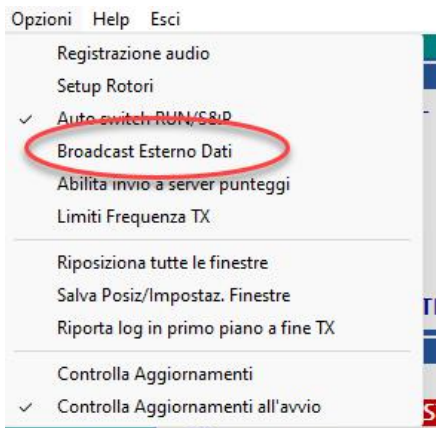 Opzioni Help Esci
Registrazione audio
Setup Rotori
Auto switch RUN/S&P
Broadcast Esterno Dati
Abilita invio a server punteggi
Limiti Frequenza TX
Riposiziona tutte le finestre
Salva Posiz/Impostaz. Finestre
Riporta log in primo piano a fine TX
Controlla Aggiornamenti
Controlla Aggiornamenti all'avvio